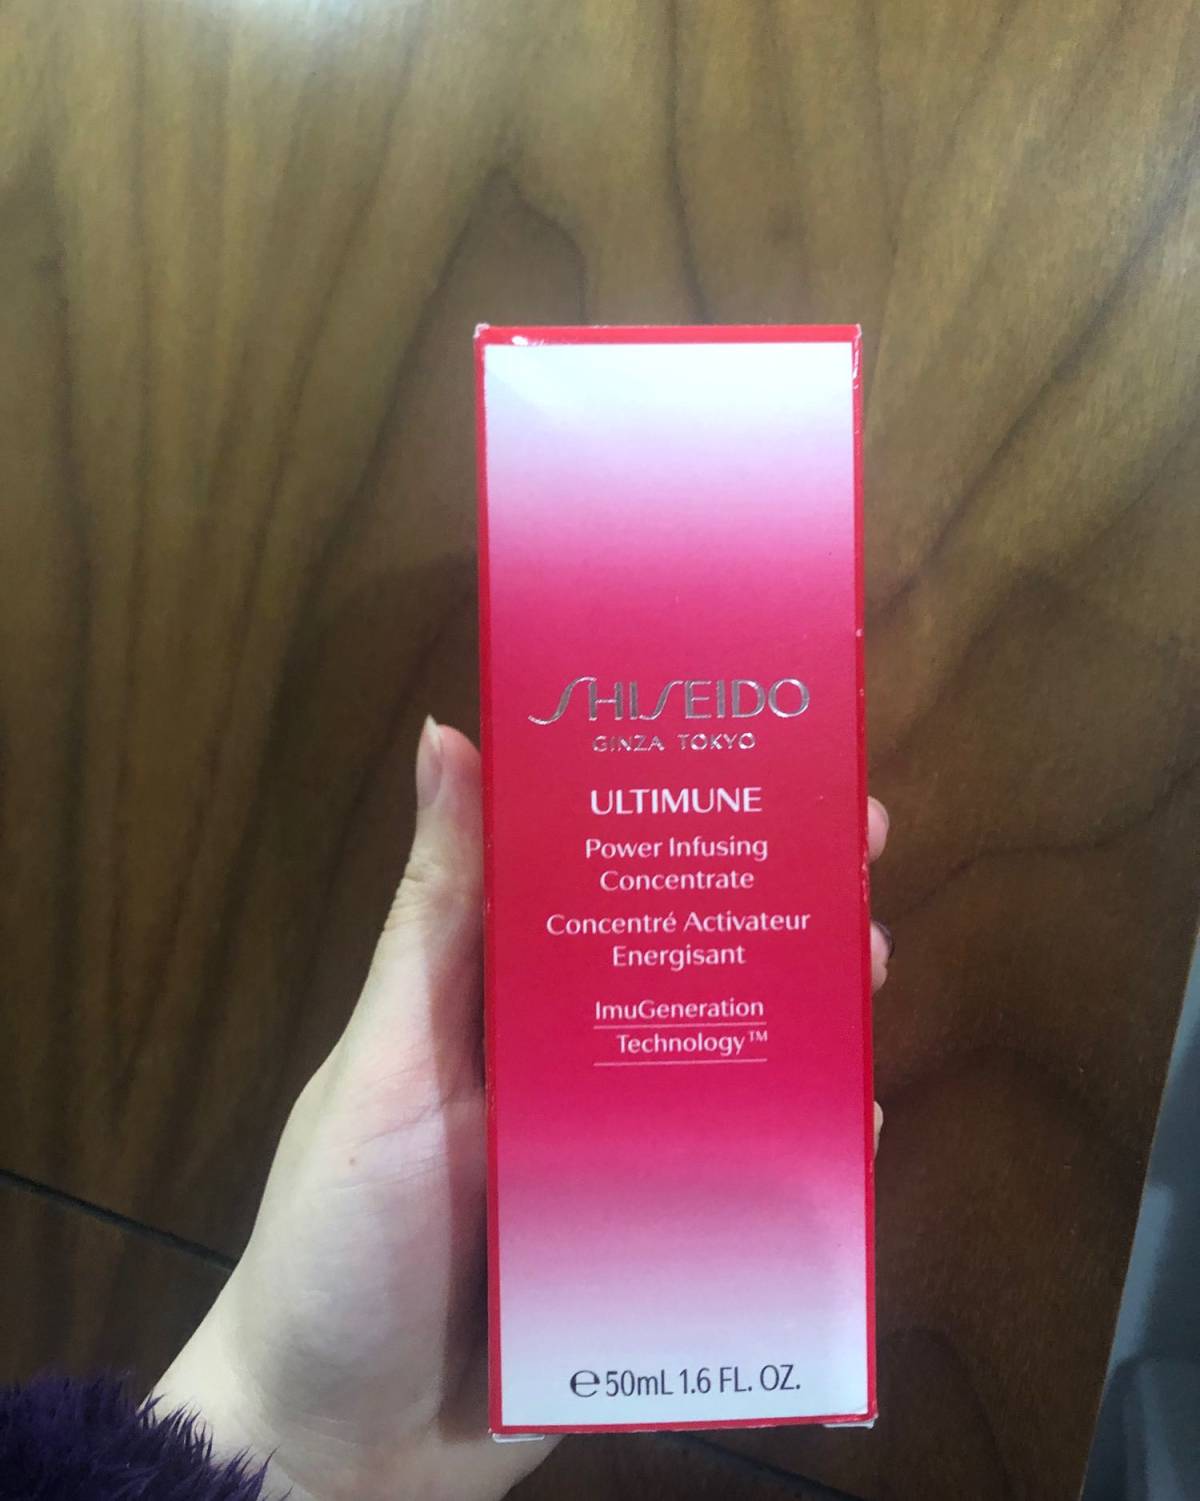 SHISEIDO
GINZA TOKYO
ULTIMUNE
Power Infusing
Concentrate
Concentré Activateur
Energisant
ImuGeneration
Technology™
℮50mL 1.6 FL. OZ.